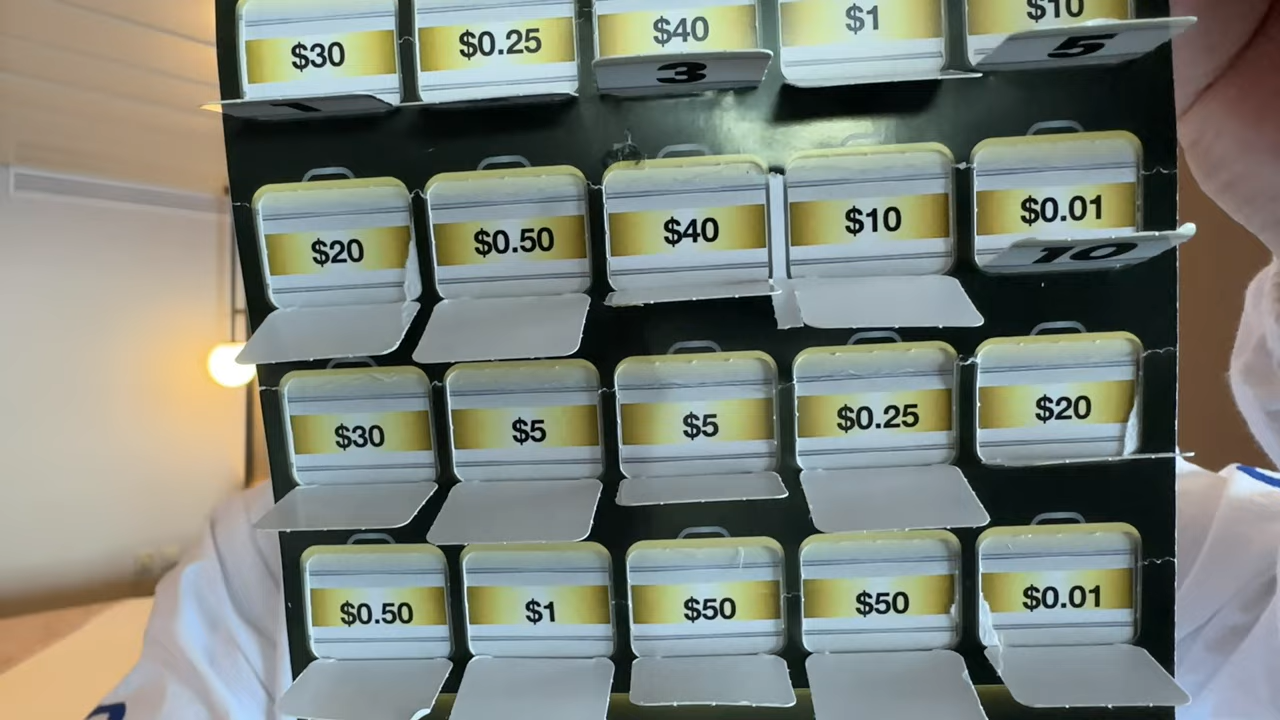 $30 $0.25 $40 $1 $10
1 3 5
$20 $0.50 $40 $10 $0.01
10
$30 $5 $5 $0.25 $20
$0.50 $1 $50 $50 $0.01